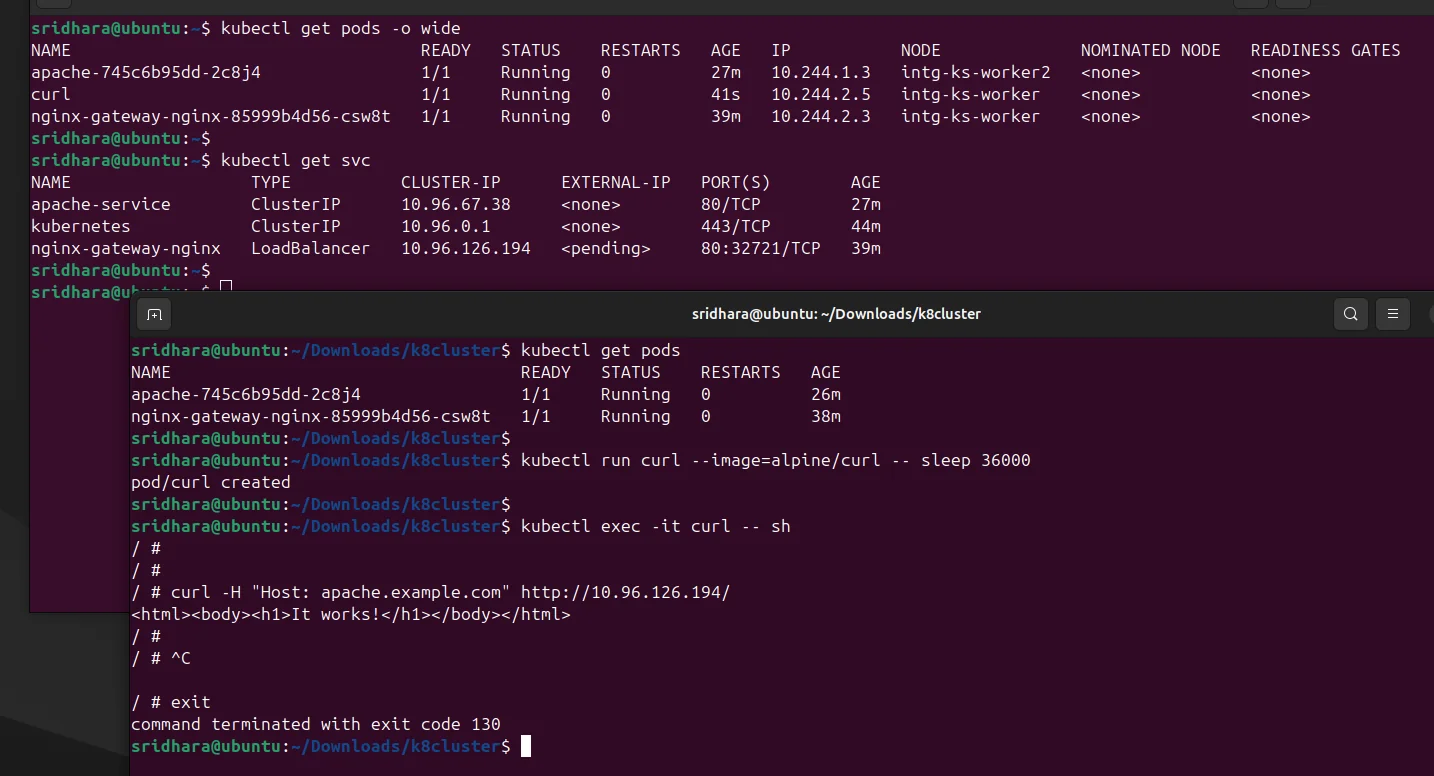 sridhara@ubuntu:~$ kubectl get pods -o wide
NAME READY STATUS RESTARTS AGE IP NODE NOMINATED NODE READINESS GATES
apache-745c6b95dd-2c8j4 1/1 Running 0 27m 10.244.1.3 intg-ks-worker2 <none> <none>
curl 1/1 Running 0 41s 10.244.2.5 intg-ks-worker <none> <none>
nginx-gateway-nginx-85999b4d56-csw8t 1/1 Running 0 39m 10.244.2.3 intg-ks-worker <none> <none>
sridhara@ubuntu:~$
sridhara@ubuntu:~$ kubectl get svc
NAME TYPE CLUSTER-IP EXTERNAL-IP PORT(S) AGE
apache-service ClusterIP 10.96.67.38 <none> 80/TCP 27m
kubernetes ClusterIP 10.96.0.1 <none> 443/TCP 44m
nginx-gateway-nginx LoadBalancer 10.96.126.194 <pending> 80:32721/TCP 39m
sridhara@ubuntu:~$
sridhara@ubuntu:~$
sridhara@ubuntu: ~/Downloads/k8cluster
sridhara@ubuntu:~/Downloads/k8cluster$ kubectl get pods
NAME READY STATUS RESTARTS AGE
apache-745c6b95dd-2c8j4 1/1 Running 0 26m
nginx-gateway-nginx-85999b4d56-csw8t 1/1 Running 0 38m
sridhara@ubuntu:~/Downloads/k8cluster$
sridhara@ubuntu:~/Downloads/k8cluster$ kubectl run curl --image=alpine/curl -- sleep 36000
pod/curl created
sridhara@ubuntu:~/Downloads/k8cluster$
sridhara@ubuntu:~/Downloads/k8cluster$ kubectl exec -it curl -- sh
/ #
/ #
/ # curl -H "Host: apache.example.com" http://10.96.126.194/
<html><body><h1>It works!</h1></body></html>
/ #
/ # ^C
/ # exit
command terminated with exit code 130
sridhara@ubuntu:~/Downloads/k8cluster$